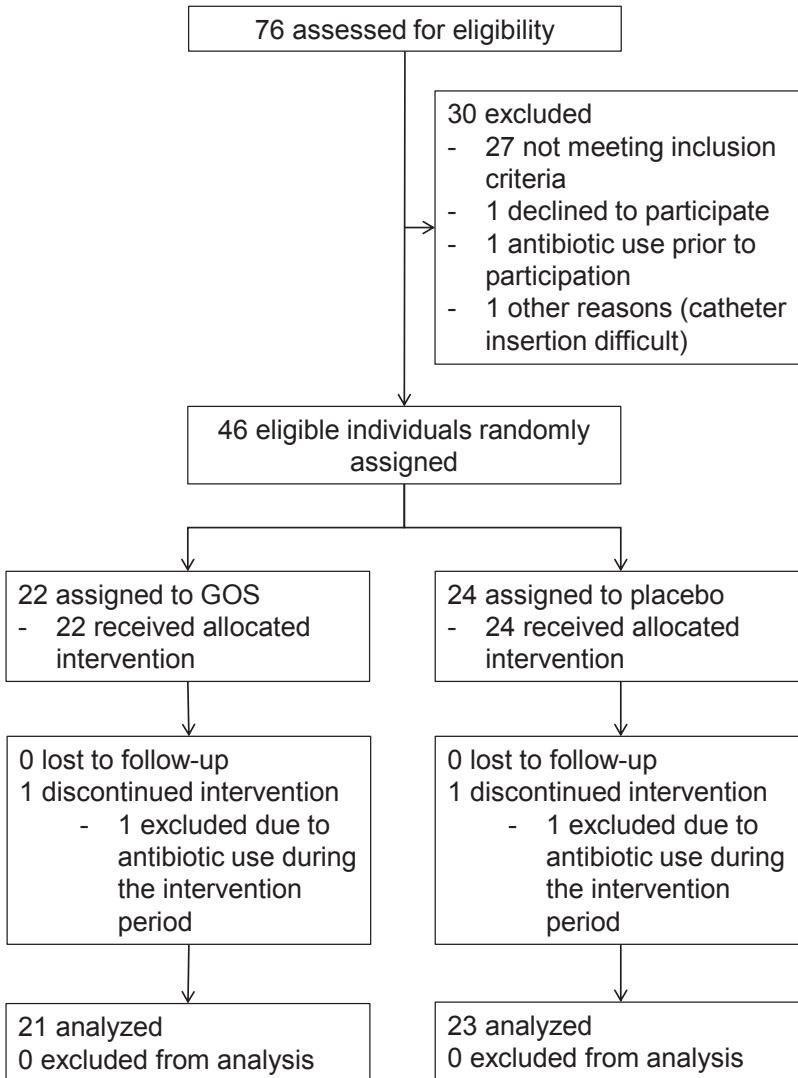 76 assessed for eligibility
30 excluded
- 27 not meeting inclusion
criteria
- 1 declined to participate
- 1 antibiotic use prior to
participation
- 1 other reasons (catheter
insertion difficult)
46 eligible individuals randomly
assigned
22 assigned to GOS
- 22 received allocated
intervention
24 assigned to placebo
- 24 received allocated
intervention
0 lost to follow-up
1 discontinued intervention
- 1 excluded due to
antibiotic use during
the intervention
period
0 lost to follow-up
1 discontinued intervention
- 1 excluded due to
antibiotic use during
the intervention
period
21 analyzed
0 excluded from analysis
23 analyzed
0 excluded from analysis